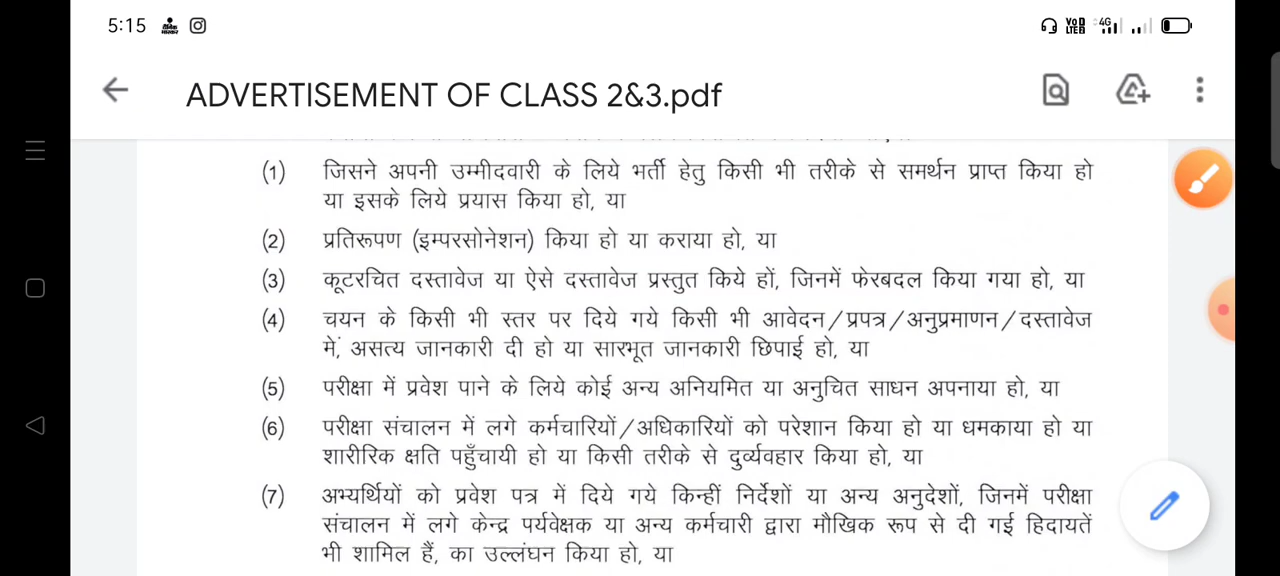 5:15
VoD LTE 4G
ADVERTISEMENT OF CLASS 2&3.pdf
(1) जिसने अपनी उम्मीदवारी के लिये भर्ती हेतु किसी भी तरीके से समर्थन प्राप्त किया हो
या इसके लिये प्रयास किया हो, या
(2) प्रतिरूपण (इम्परसोनेशन) किया हो या कराया हो, या
(3) कूटरचित दस्तावेज या ऐसे दस्तावेज प्रस्तुत किये हों, जिनमें फेरबदल किया गया हो, या
(4) चयन के किसी भी स्तर पर दिये गये किसी भी आवेदन/प्रपत्र/अनुप्रमाणन/दस्तावेज
में, असत्य जानकारी दी हो या सारभूत जानकारी छिपाई हो, या
(5) परीक्षा में प्रवेश पाने के लिये कोई अन्य अनियमित या अनुचित साधन अपनाया हो, या
(6) परीक्षा संचालन में लगे कर्मचारियों/अधिकारियों को परेशान किया हो या धमकाया हो या
शारीरिक क्षति पहुँचायी हो या किसी तरीके से दुर्व्यवहार किया हो, या
(7) अभ्यर्थियों को प्रवेश पत्र में दिये गये किन्हीं निर्देशों या अन्य अनुदेशों, जिनमें परीक्षा
संचालन में लगे केन्द्र पर्यवेक्षक या अन्य कर्मचारी द्वारा मौखिक रूप से दी गई हिदायतें
भी शामिल हैं, का उल्लंघन किया हो, या